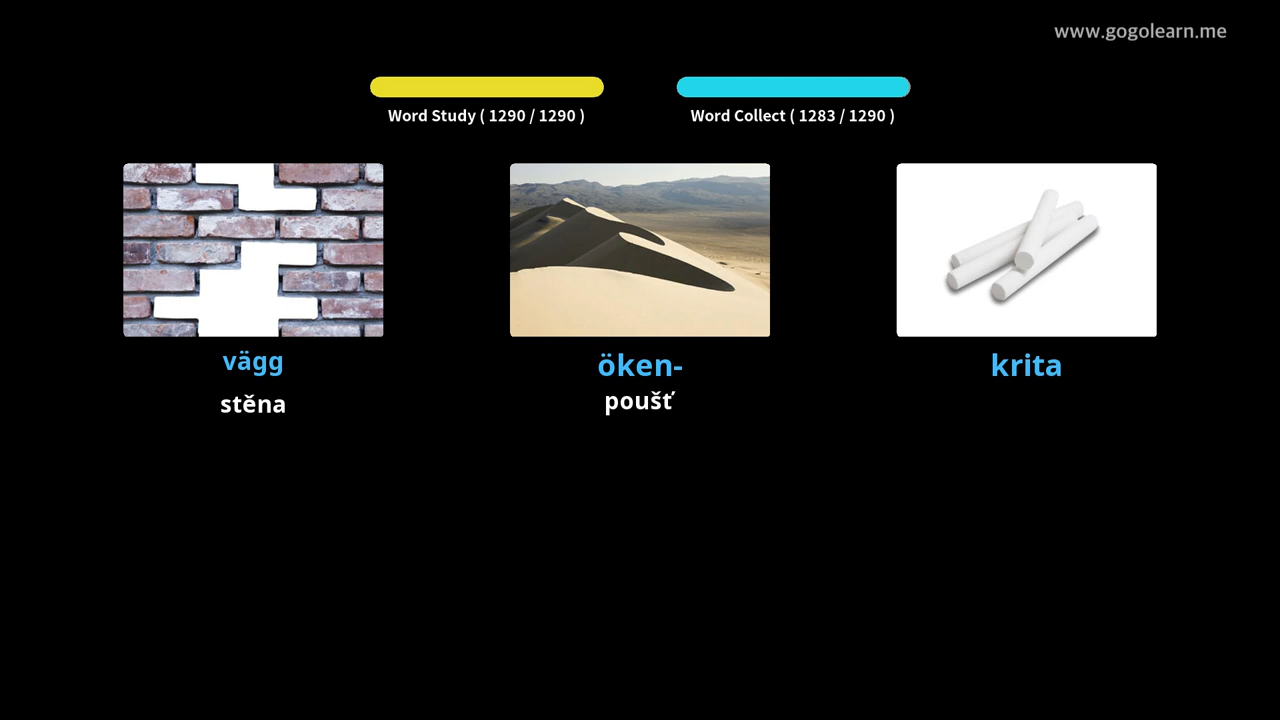 www.gogolearn.me
Word Study ( 1290 / 1290 )
Word Collect ( 1283 / 1290 )
vägg
öken-
krita
stěna
poušť